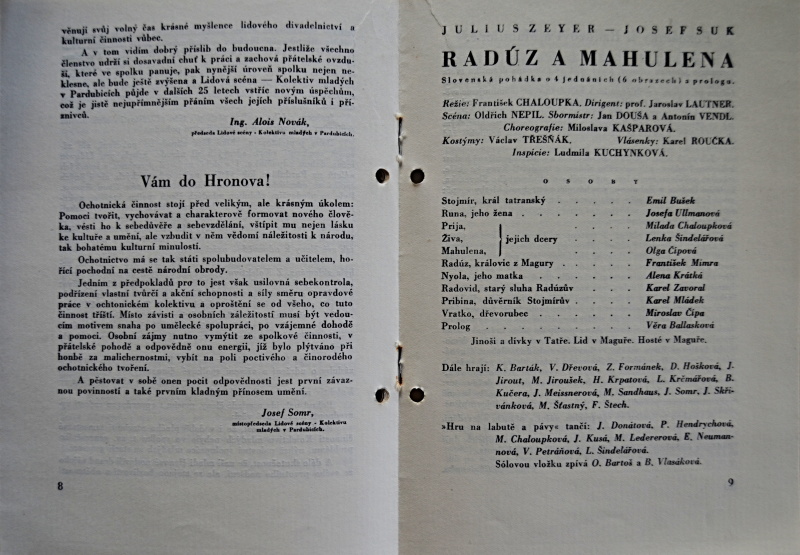 věnují svůj volný čas krásné myšlence lidového divadelnictví a
kulturní činnosti vůbec.
A v tom vidím dobrý příslib do budoucna. Jestliže všechno
členstvo udrží si dosavadní chuť k práci a zachová přátelské ovzdu-
ší, které ve spolku panuje, pak nynější úroveň spolku nejen ne-
klesne, ale bude ještě zvýšena a Lidová scéna — Kolektiv mladých
v Pardubicích půjde v dalších 25 letech vstříc novým úspěchům,
což je jistě nejupřímnějším přáním všech jejích příslušníků i pří-
znivců.
Ing. Alois Novák,
předseda Lidové scény - Kolektivu mladých v Pardubicích.
Vám do Hronova!
Ochotnická činnost stojí před velikým, ale krásným úkolem:
Pomoci tvořit, vychovávat a charakterově formovat nového člově-
ka, vésti ho k sebedůvěře a sebevzdělání, vštípit mu nejen lásku
ke kultuře a umění, ale vzbudit v něm vědomí náležitosti k národu,
tak bohatému kulturní minulostí.
Ochotnictvo má se tak státi spolubudovatelem a učitelem, ho-
řící pochodní na cestě národní obrody.
Jedním z předpokladů pro to jest však usilovná sebekontrola,
podřízení vlastní tvůrčí a akční schopnosti a síly směru opravdové
práce v ochtonickém kolektivu a oproštění se od všeho, co tuto
činnost tříští. Místo závisti a osobních záležitostí musí být vedou-
cím motivem snaha po umělecké spolupráci, po vzájemné dohodě
a pomoci. Osobní zájmy nutno vymýtit ze spolkové činnosti, v
přátelské pohodě a odpovědně onu energii, již bylo plýtváno při
honbě za malichernostmi, vybít na poli poctivého a činorodého
ochotnického tvoření.
A pěstovat v sobě onen pocit odpovědnosti jest první závaz-
nou povinností a také prvním kladným přínosem umění.
Josef Somr,
místopředseda Lidové scény - Kolektivu
mladých v Pardubicích.
8
JULIUS ZEYER — JOSEF SUK
RADÚZ A MAHULENA
Slovenská pohádka o 4 jednáních (6 obrazech) s prologem.
Režie: František CHALOUPKA. Dirigent: prof. Jaroslav LAUTNER.
Scéna: Oldřich NEPIL. Sbormistr: Jan DOUŠA a Antonín VENDL.
Choreografie: Miloslava KAŠPAROVÁ.
Kostýmy: Václav TŘEŠŇÁK. Vlásenky: Karel ROUČKA.
Inspicie: Ludmila KUCHYNKOVÁ.
OSOBY
Stojmír, král tatranský . . . . . Emil Bušek
Runa, jeho žena . . . . . . . Josefa Ullmanová
Prija, Milada Chaloupková
Živa, jejich dcery . . . . Lenka Šindelářová
Mahulena, Olga Čipová
Radúz, královic z Magury . . . . . František Mimra
Nyola, jeho matka . . . . . . Alena Krátká
Radovid, starý sluha Radúzův . . . . Karel Zavoral
Pribina, důvěrník Stojmírův . . . . Karel Mládek
Vratko, dřevorubec . . . . . . Miroslav Čipa
Prolog . . . . . . . . . Věra Ballasková
Jinoši a dívky v Tatře. Lid v Maguře. Hosté v Maguře.
Dále hrají: K. Barták, V. Dřevová, Z. Formánek, D. Hošková, J.
Jirout, M. Jiroušek, H. Krpatová, L. Krčmářová, B.
Kučera, J. Meissnerová, M. Sandhaus, J. Somr, J. Skři-
vánková, M. Šťastný, F. Štech.
»Hru na labutě a pávy« tančí: J. Donátová, P. Hendrychová,
M. Chaloupková, J. Kusá, M. Ledererová, E. Neuman-
nová, V. Petráňová, L. Šindelářová.
Sólovou vložku zpívá O. Bartoš a B. Vlasáková.
9